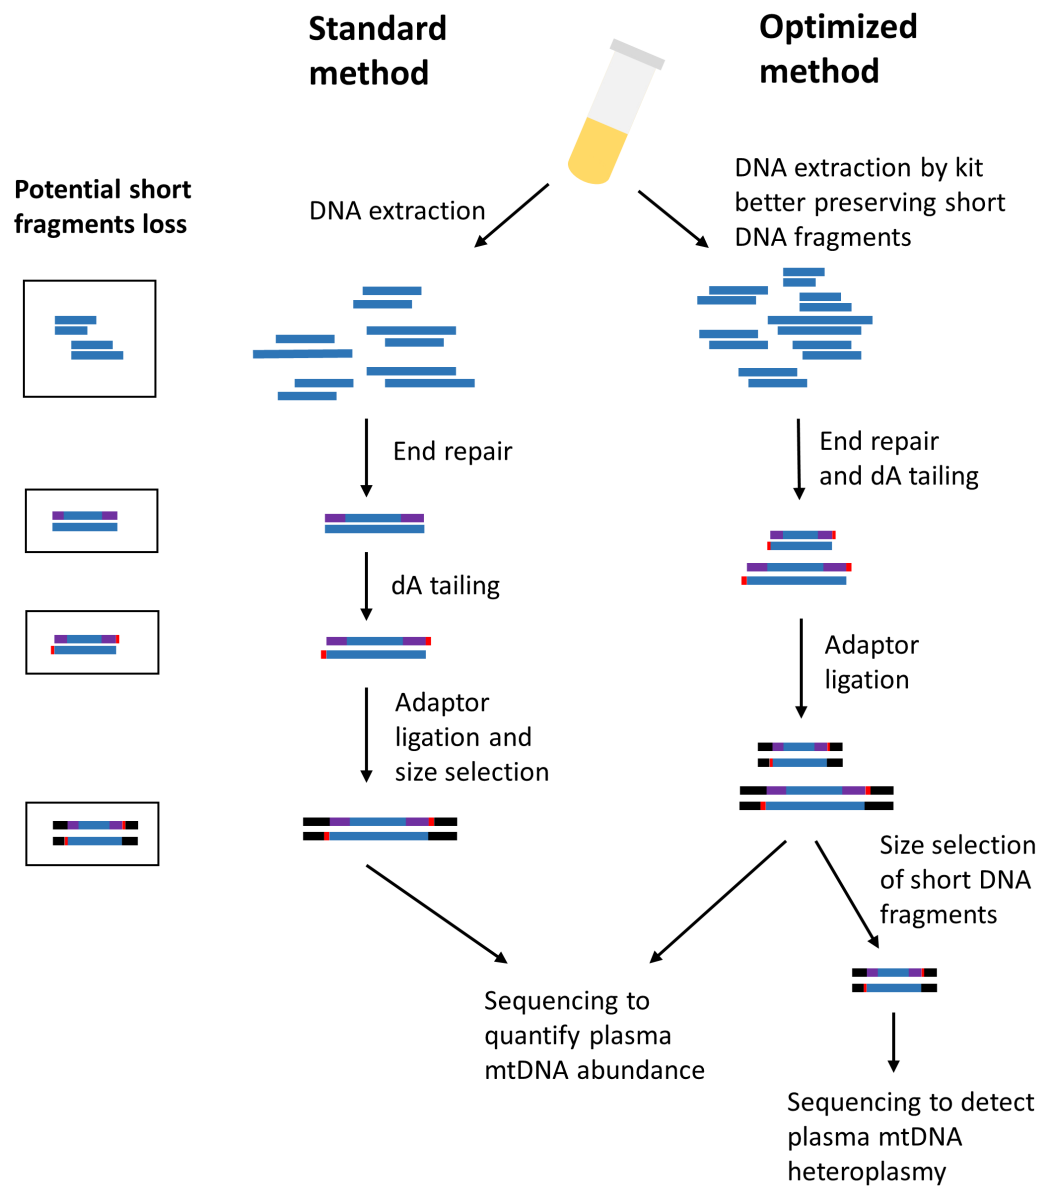 Standard
method
Optimized
method
Potential short
fragments loss
DNA extraction
DNA extraction by kit
better preserving short
DNA fragments
End repair
End repair
and dA tailing
dA tailing
Adaptor
ligation
Adaptor
ligation and
size selection
Size selection
of short DNA
fragments
Sequencing to
quantify plasma
mtDNA abundance
Sequencing to detect
plasma mtDNA
heteroplasmy